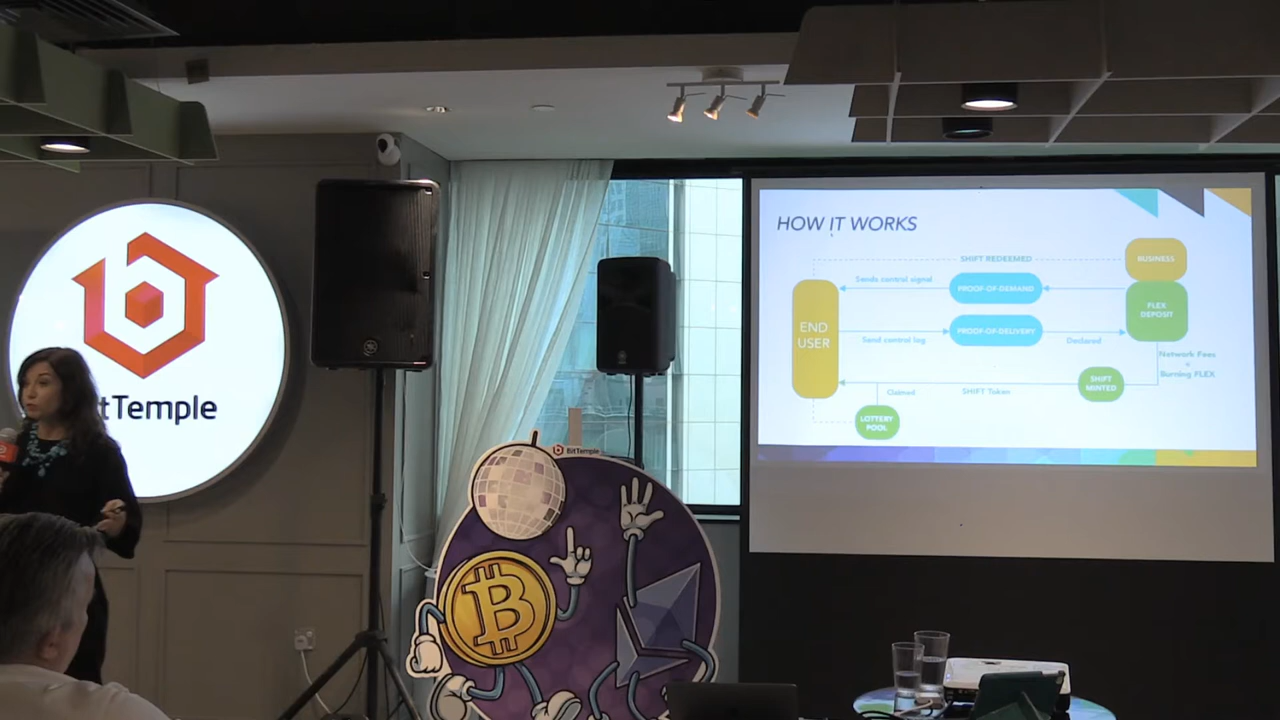 BitTemple
BitTemple
HOW IT WORKS
SHIFT REDEEMED
BUSINESS
Sends control signal
PROOF-OF-DEMAND
FLEX
DEPOSIT
END
USER
PROOF-OF-DELIVERY
Send control log
Declared
Network Fees
Burning FLEX
SHIFT
MINTED
SHIFT Token
Claimed
LOTTERY
POOL